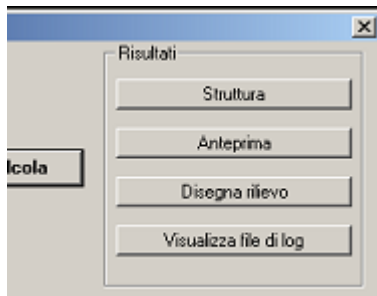 Risultati
Struttura
Anteprima
lcola
Disegna rilievo
Visualizza file di log